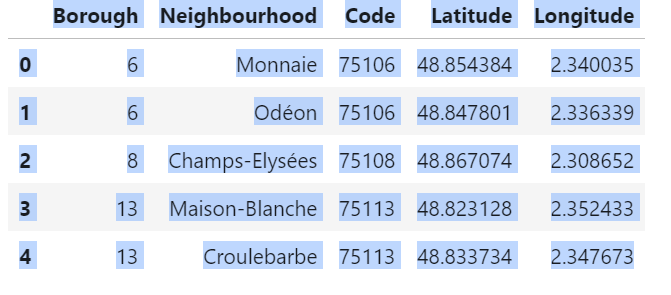 Borough Neighbourhood Code Latitude Longitude
0 6 Monnaie 75106 48.854384 2.340035
1 6 Odéon 75106 48.847801 2.336339
2 8 Champs-Elysées 75108 48.867074 2.308652
3 13 Maison-Blanche 75113 48.823128 2.352433
4 13 Croulebarbe 75113 48.833734 2.347673